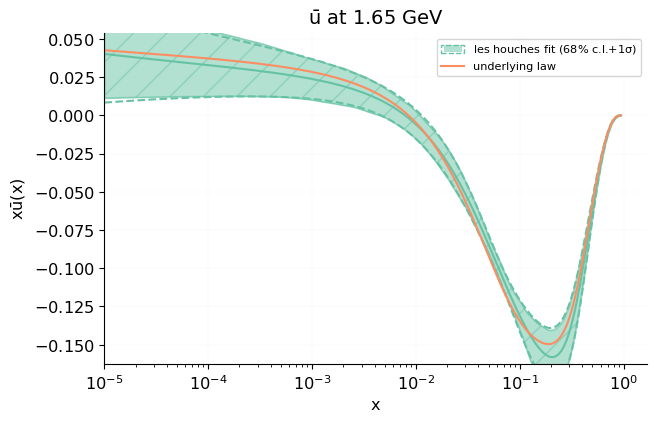 ū at 1.65 GeV
les houches fit (68% c.l.+1σ)
underlying law
0.050
0.025
0.000
−0.025
−0.050
−0.075
−0.100
−0.125
−0.150
xū(x)
10⁻⁵ 10⁻⁴ 10⁻³ 10⁻² 10⁻¹ 10⁰
x